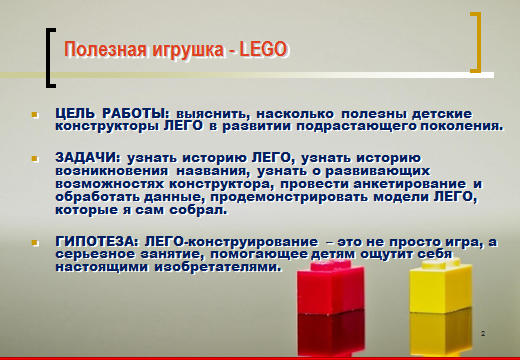 Полезная игрушка - LEGO
ЦЕЛЬ РАБОТЫ: выяснить, насколько полезны детские
конструкторы ЛЕГО в развитии подрастающего поколения.
ЗАДАЧИ: узнать историю ЛЕГО, узнать историю
возникновения названия, узнать о развивающих
возможностях конструктора, провести анкетирование и
обработать данные, продемонстрировать модели ЛЕГО,
которые я сам собрал.
ГИПОТЕЗА: ЛЕГО-конструирование – это не просто игра, а
серьезное занятие, помогающее детям ощутит себя
настоящими изобретателями.
2